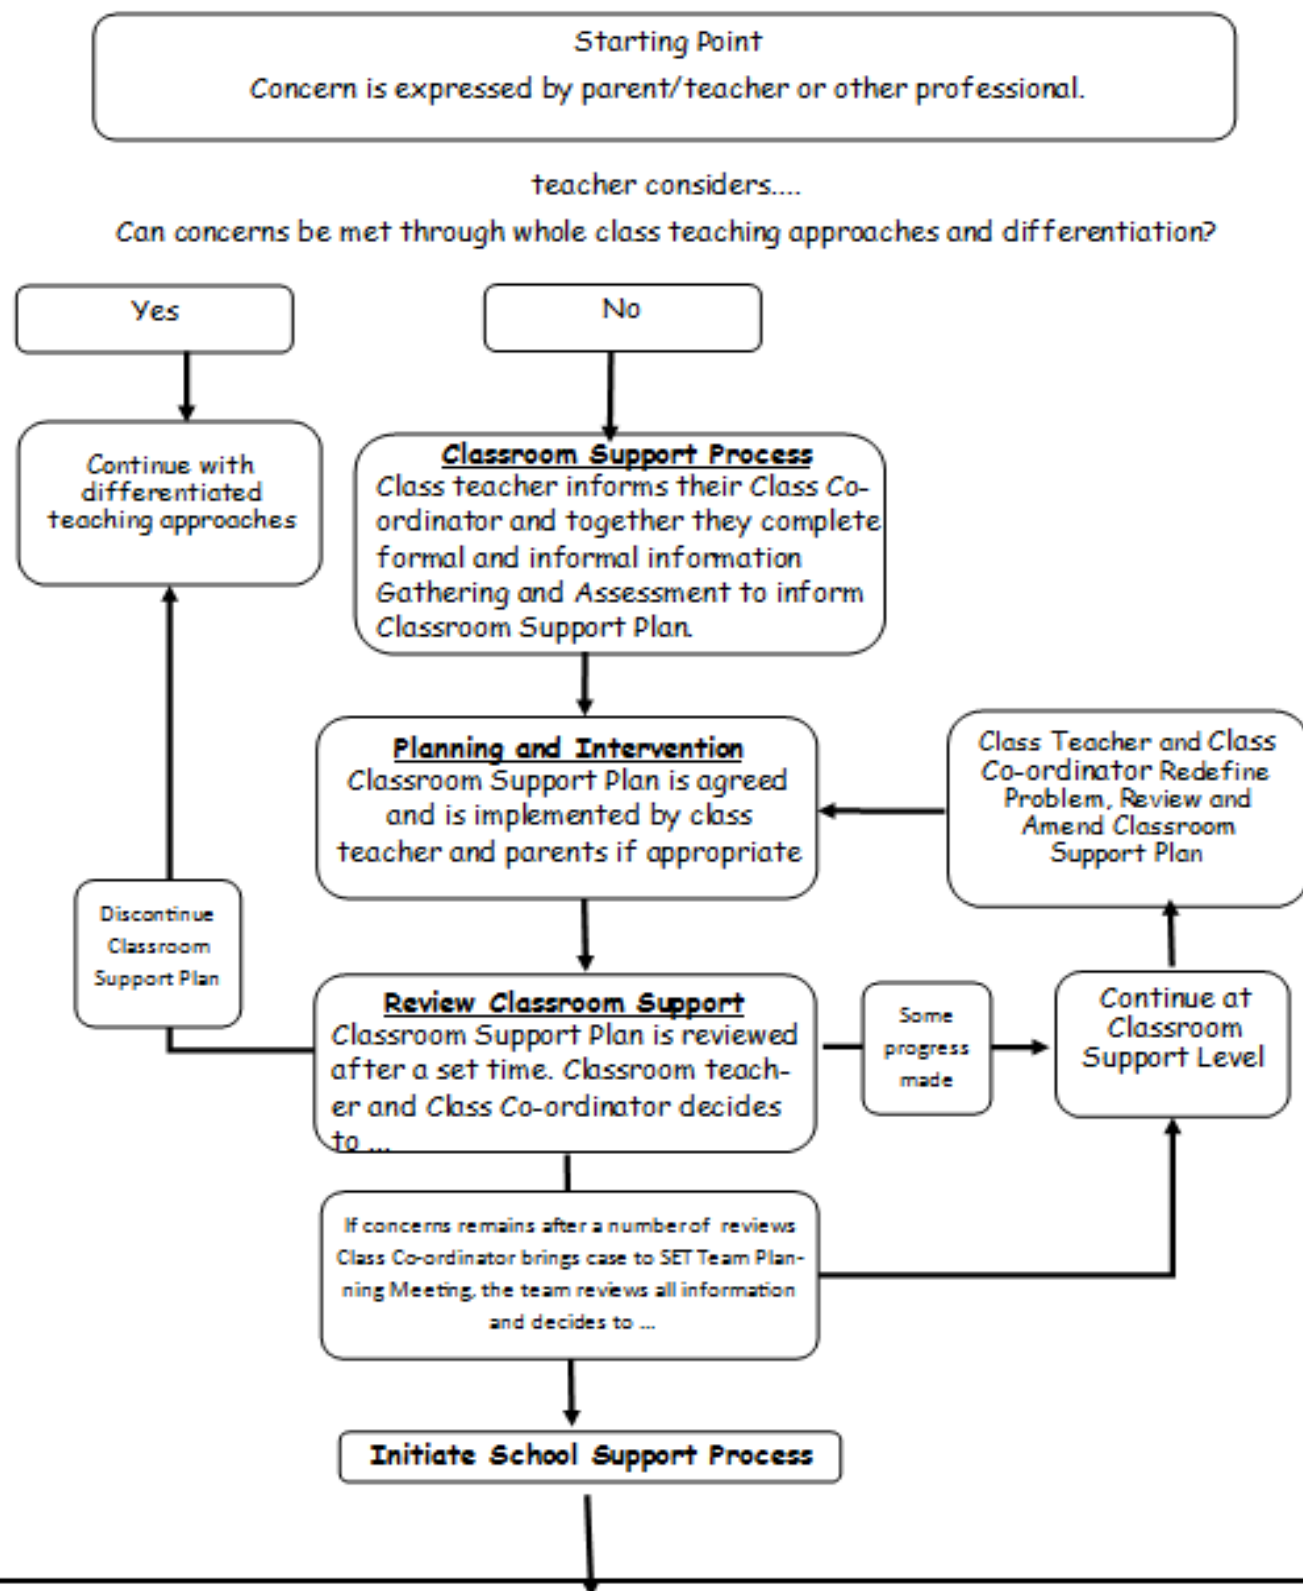 Starting Point
Concern is expressed by parent/teacher or other professional.
teacher considers....
Can concerns be met through whole class teaching approaches and differentiation?
Yes
No
Continue with
differentiated
teaching approaches
Classroom Support Process
Class teacher informs their Class Co-
ordinator and together they complete
formal and informal information
Gathering and Assessment to inform
Classroom Support Plan.
Planning and Intervention
Classroom Support Plan is agreed
and is implemented by class
teacher and parents if appropriate
Class Teacher and Class
Co-ordinator Redefine
Problem, Review and
Amend Classroom
Support Plan
Discontinue
Classroom
Support Plan
Review Classroom Support
Classroom Support Plan is reviewed
after a set time. Classroom teach-
er and Class Co-ordinator decides
to ...
Some
progress
made
Continue at
Classroom
Support Level
If concerns remains after a number of reviews
Class Co-ordinator brings case to SET Team Plan-
ning Meeting, the team reviews all information
and decides to ...
Initiate School Support Process